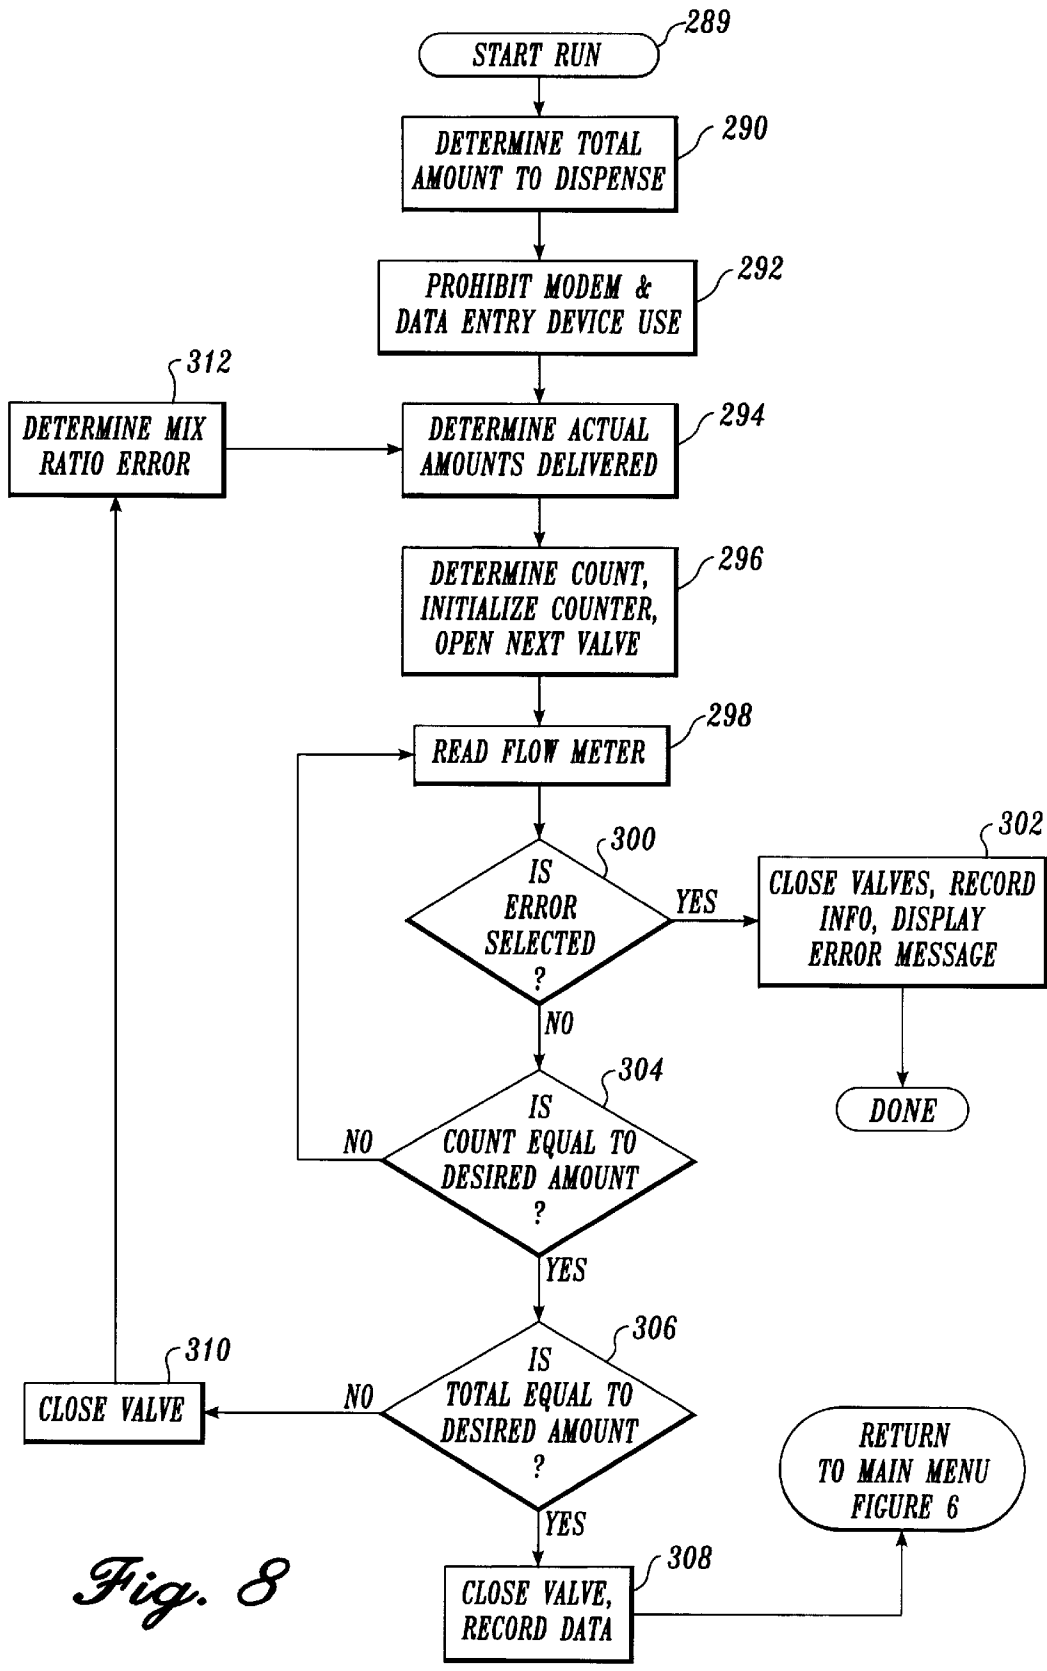 289
START RUN
290
DETERMINE TOTAL
AMOUNT TO DISPENSE
292
PROHIBIT MODEM &
DATA ENTRY DEVICE USE
312
DETERMINE MIX
RATIO ERROR
294
DETERMINE ACTUAL
AMOUNTS DELIVERED
296
DETERMINE COUNT,
INITIALIZE COUNTER,
OPEN NEXT VALVE
298
READ FLOW METER
300
IS
ERROR
SELECTED
?
YES
302
CLOSE VALVES, RECORD
INFO, DISPLAY
ERROR MESSAGE
NO
DONE
304
IS
COUNT EQUAL TO
DESIRED AMOUNT
?
NO
YES
306
IS
TOTAL EQUAL TO
DESIRED AMOUNT
?
NO
310
CLOSE VALVE
YES
RETURN
TO MAIN MENU
FIGURE 6
308
CLOSE VALVE,
RECORD DATA
Fig. 8